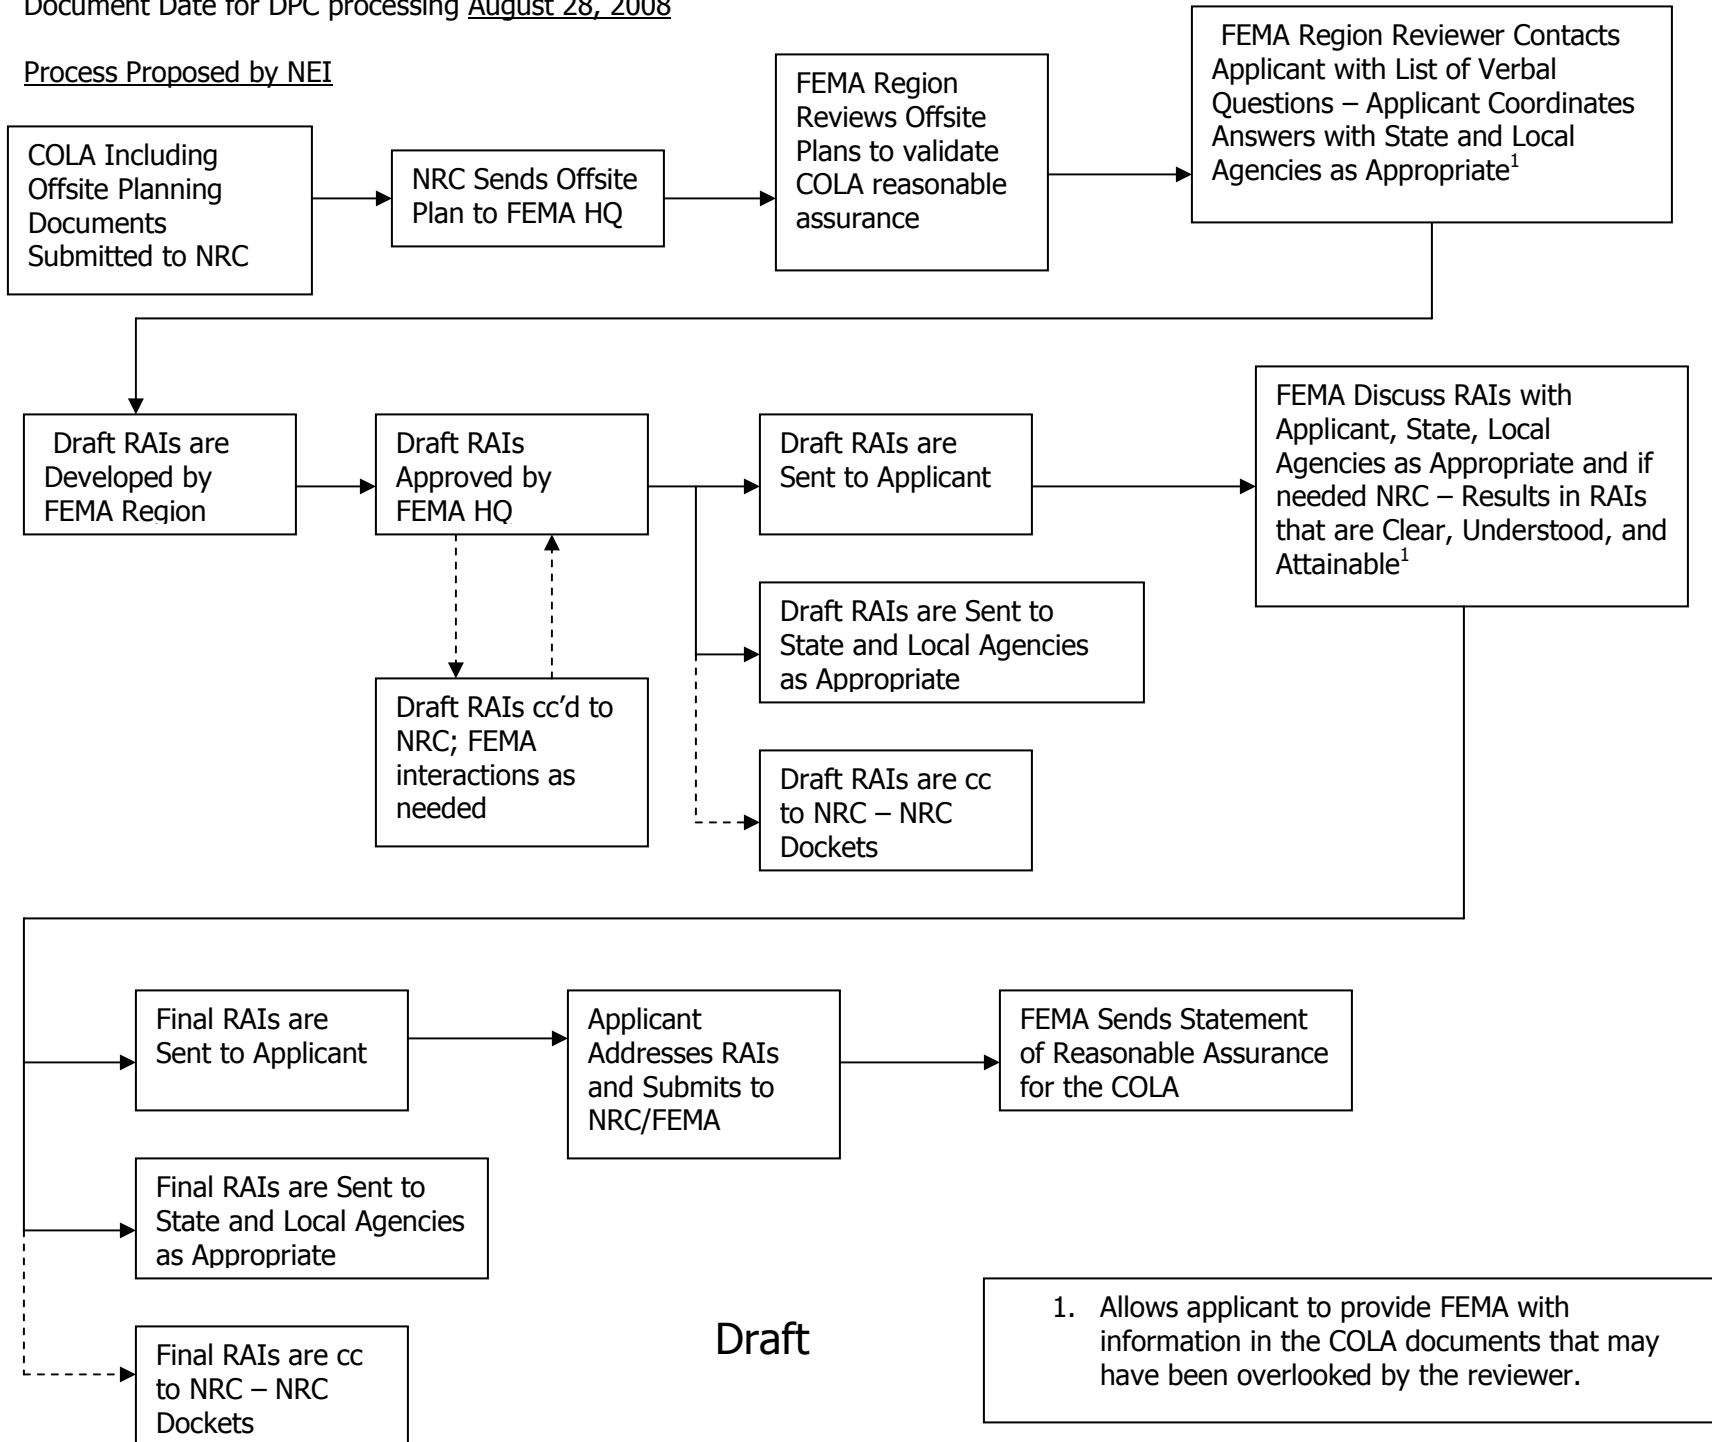 Document Date for DPC processing August 28, 2008
Process Proposed by NEI
COLA Including
Offsite Planning
Documents
Submitted to NRC
NRC Sends Offsite
Plan to FEMA HQ
FEMA Region
Reviews Offsite
Plans to validate
COLA reasonable
assurance
FEMA Region Reviewer Contacts
Applicant with List of Verbal
Questions – Applicant Coordinates
Answers with State and Local
Agencies as Appropriate¹
Draft RAIs are
Developed by
FEMA Region
Draft RAIs
Approved by
FEMA HQ
Draft RAIs are
Sent to Applicant
FEMA Discuss RAIs with
Applicant, State, Local
Agencies as Appropriate and if
needed NRC – Results in RAIs
that are Clear, Understood, and
Attainable¹
Draft RAIs are Sent to
State and Local Agencies
as Appropriate
Draft RAIs cc'd to
NRC; FEMA
interactions as
needed
Draft RAIs are cc
to NRC – NRC
Dockets
Final RAIs are
Sent to Applicant
Applicant
Addresses RAIs
and Submits to
NRC/FEMA
FEMA Sends Statement
of Reasonable Assurance
for the COLA
Final RAIs are Sent to
State and Local Agencies
as Appropriate
Final RAIs are cc
to NRC – NRC
Dockets
Draft
1. Allows applicant to provide FEMA with
information in the COLA documents that may
have been overlooked by the reviewer.